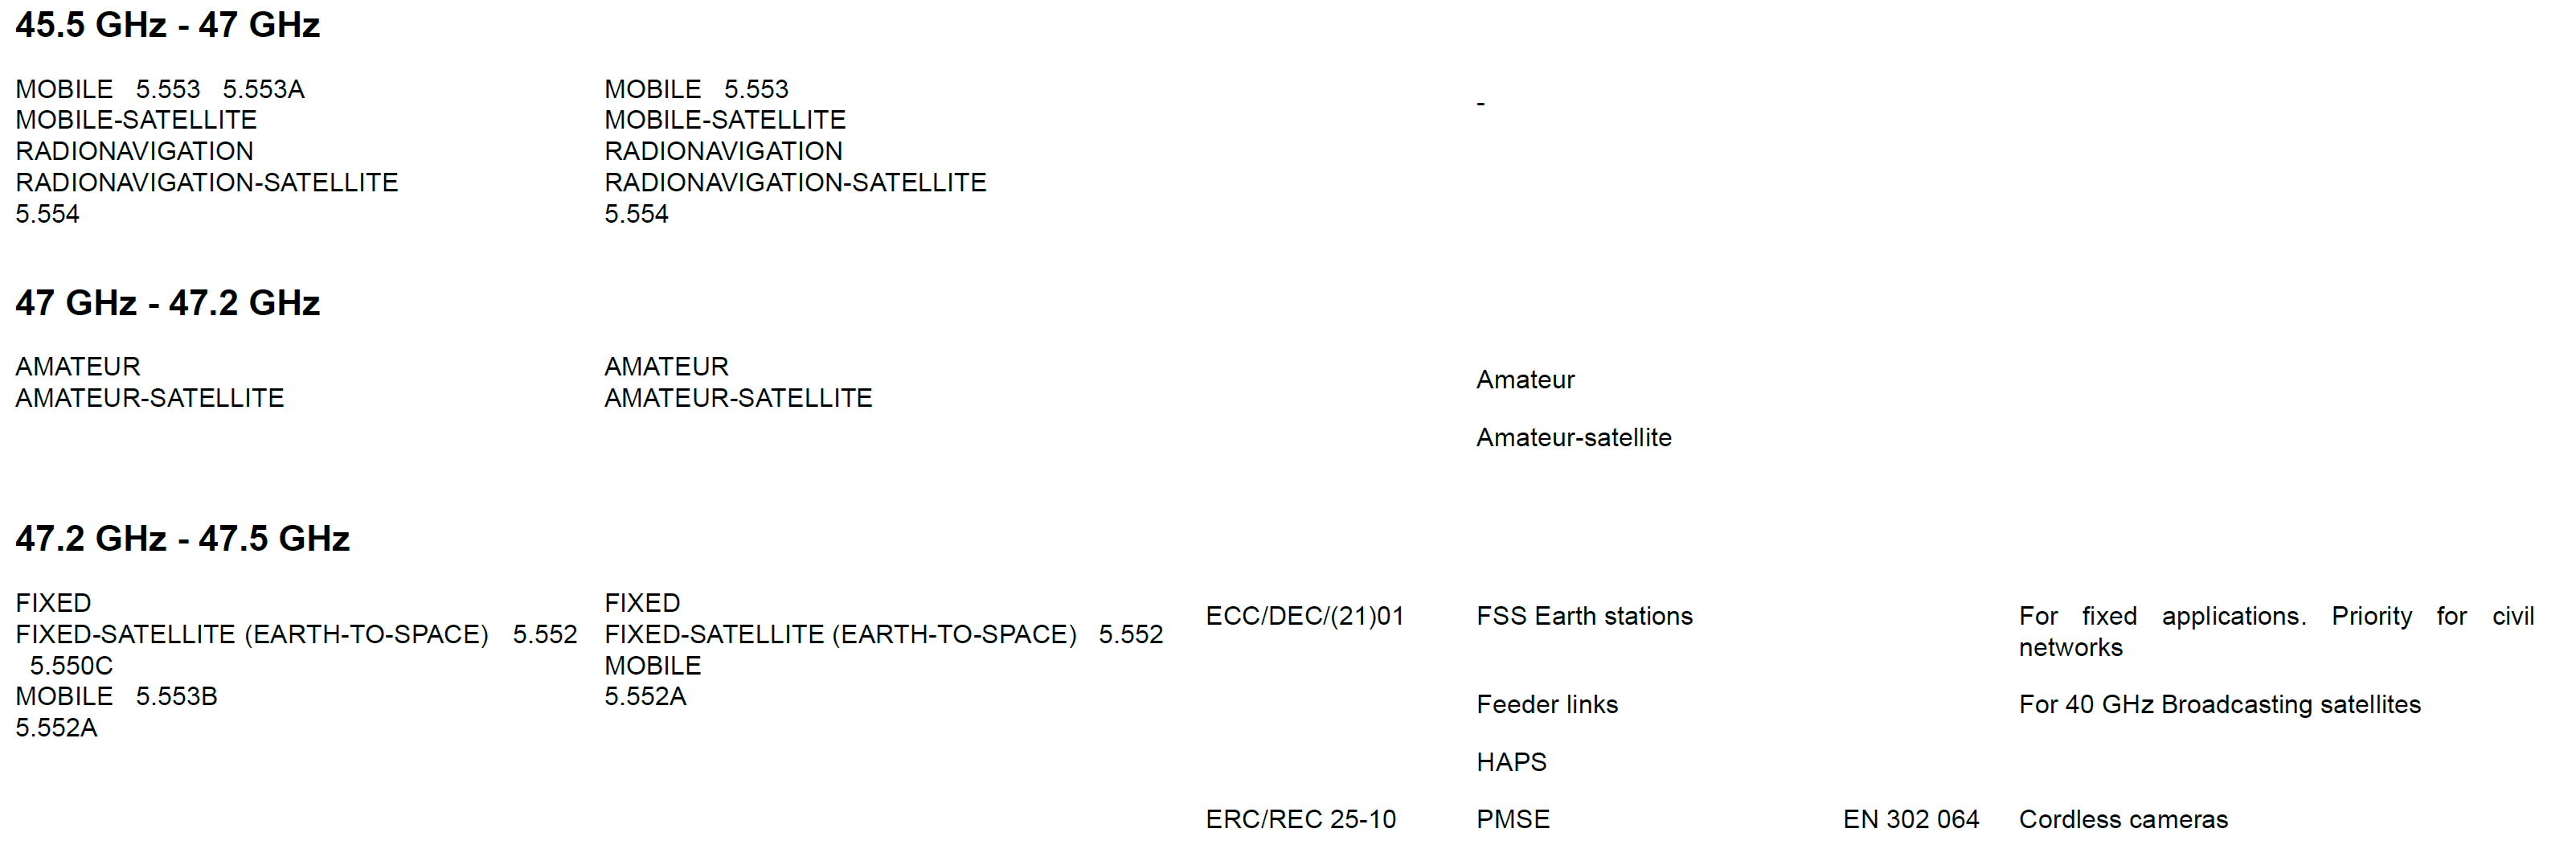 45.5 GHz - 47 GHz
MOBILE 5.553 5.553A
MOBILE-SATELLITE
RADIONAVIGATION
RADIONAVIGATION-SATELLITE
5.554
MOBILE 5.553
MOBILE-SATELLITE
RADIONAVIGATION
RADIONAVIGATION-SATELLITE
5.554
-
47 GHz - 47.2 GHz
AMATEUR
AMATEUR-SATELLITE
AMATEUR
AMATEUR-SATELLITE
Amateur
Amateur-satellite
47.2 GHz - 47.5 GHz
FIXED
FIXED-SATELLITE (EARTH-TO-SPACE) 5.552
5.550C
MOBILE 5.553B
5.552A
FIXED
FIXED-SATELLITE (EARTH-TO-SPACE) 5.552
MOBILE
5.552A
ECC/DEC/(21)01
FSS Earth stations
For fixed applications. Priority for civil
networks
Feeder links
For 40 GHz Broadcasting satellites
HAPS
ERC/REC 25-10
PMSE
EN 302 064
Cordless cameras